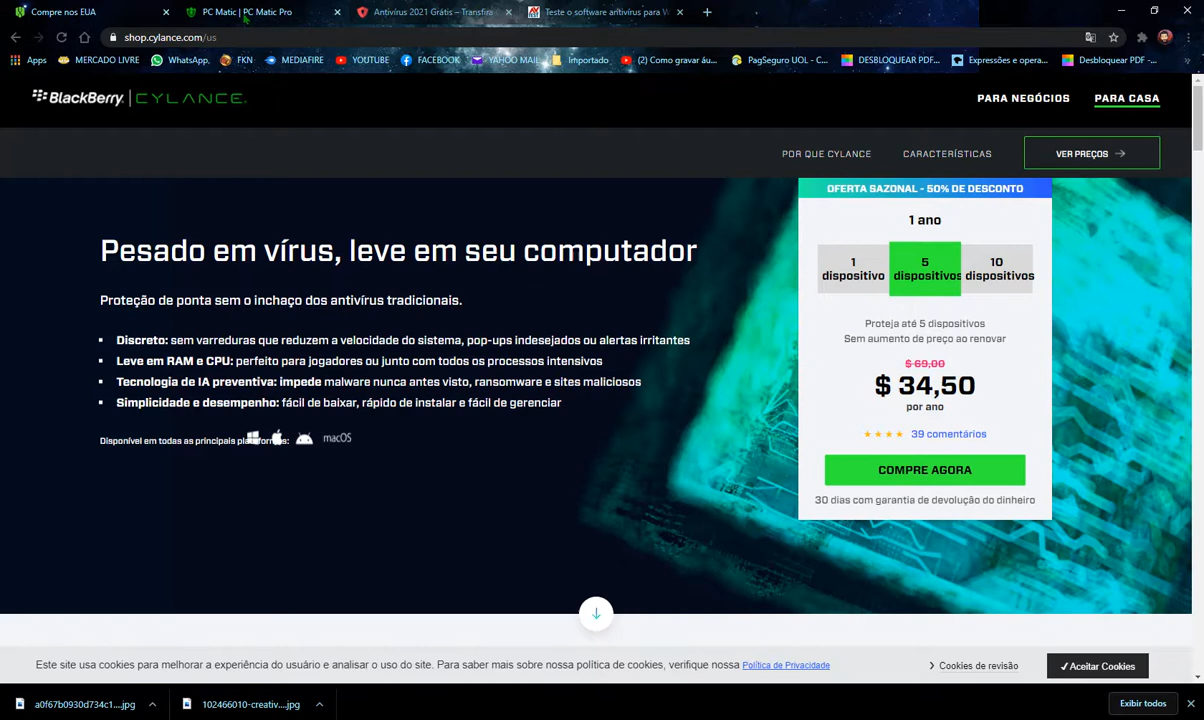 Compre nos EUA
PC Matic | PC Matic Pro
Antivírus 2021 Grátis – Transfira
Teste o software antivírus para W
shop.cylance.com/us
Apps
MERCADO LIVRE
WhatsApp.
FKN
MEDIAFIRE
YOUTUBE
FACEBOOK
YAHOO MAIL
Importado
(2) Como gravar áu...
PagSeguro UOL - C...
DESBLOQUEAR PDF...
Expressões e opera...
Desbloquear PDF -...
BlackBerry. | CYLANCE.
PARA NEGÓCIOS
PARA CASA
POR QUE CYLANCE
CARACTERÍSTICAS
VER PREÇOS
OFERTA SAZONAL - 50% DE DESCONTO
1 ano
1 dispositivo
5 dispositivos
10 dispositivos
Proteja até 5 dispositivos
Sem aumento de preço ao renovar
$ 69,00
$ 34,50
por ano
39 comentários
COMPRE AGORA
30 dias com garantia de devolução do dinheiro
Pesado em vírus, leve em seu computador
Proteção de ponta sem o inchaço dos antivírus tradicionais.
Discreto: sem varreduras que reduzem a velocidade do sistema, pop-ups indesejados ou alertas irritantes
Leve em RAM e CPU: perfeito para jogadores ou junto com todos os processos intensivos
Tecnologia de IA preventiva: impede malware nunca antes visto, ransomware e sites maliciosos
Simplicidade e desempenho: fácil de baixar, rápido de instalar e fácil de gerenciar
Disponível em todas as principais plataformas:
macOS
Este site usa cookies para melhorar a experiência do usuário e analisar o uso do site. Para saber mais sobre nossa política de cookies, verifique nossa Política de Privacidade
Cookies de revisão
✓Aceitar Cookies
a0f67b0930d734c1....jpg
102466010-creativ....jpg
Exibir todos